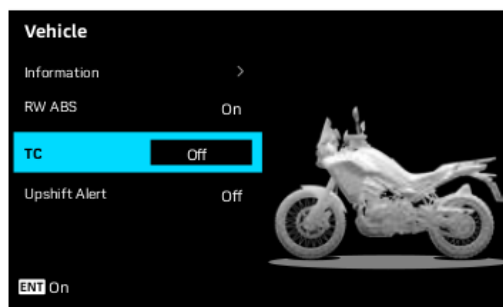 Vehicle
Information >
RW ABS On
TC Off
Upshift Alert Off
ENT On